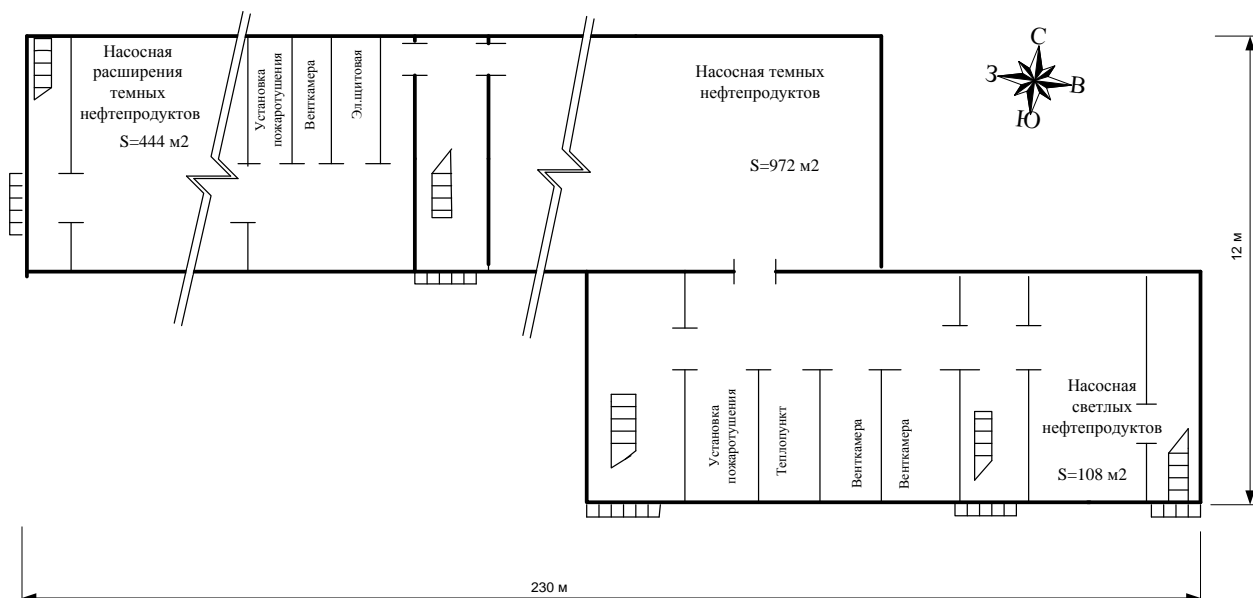 Насосная
расширения
темных
нефтепродуктов
S=444 м2
Установка
пожаротушения
Венткамера
Эл.щитовая
Насосная темных
нефтепродуктов
S=972 м2
С
З
В
Ю
12 м
Установка
пожаротушения
Теплопункт
Венткамера
Венткамера
Насосная
светлых
нефтепродуктов
S=108 м2
230 м